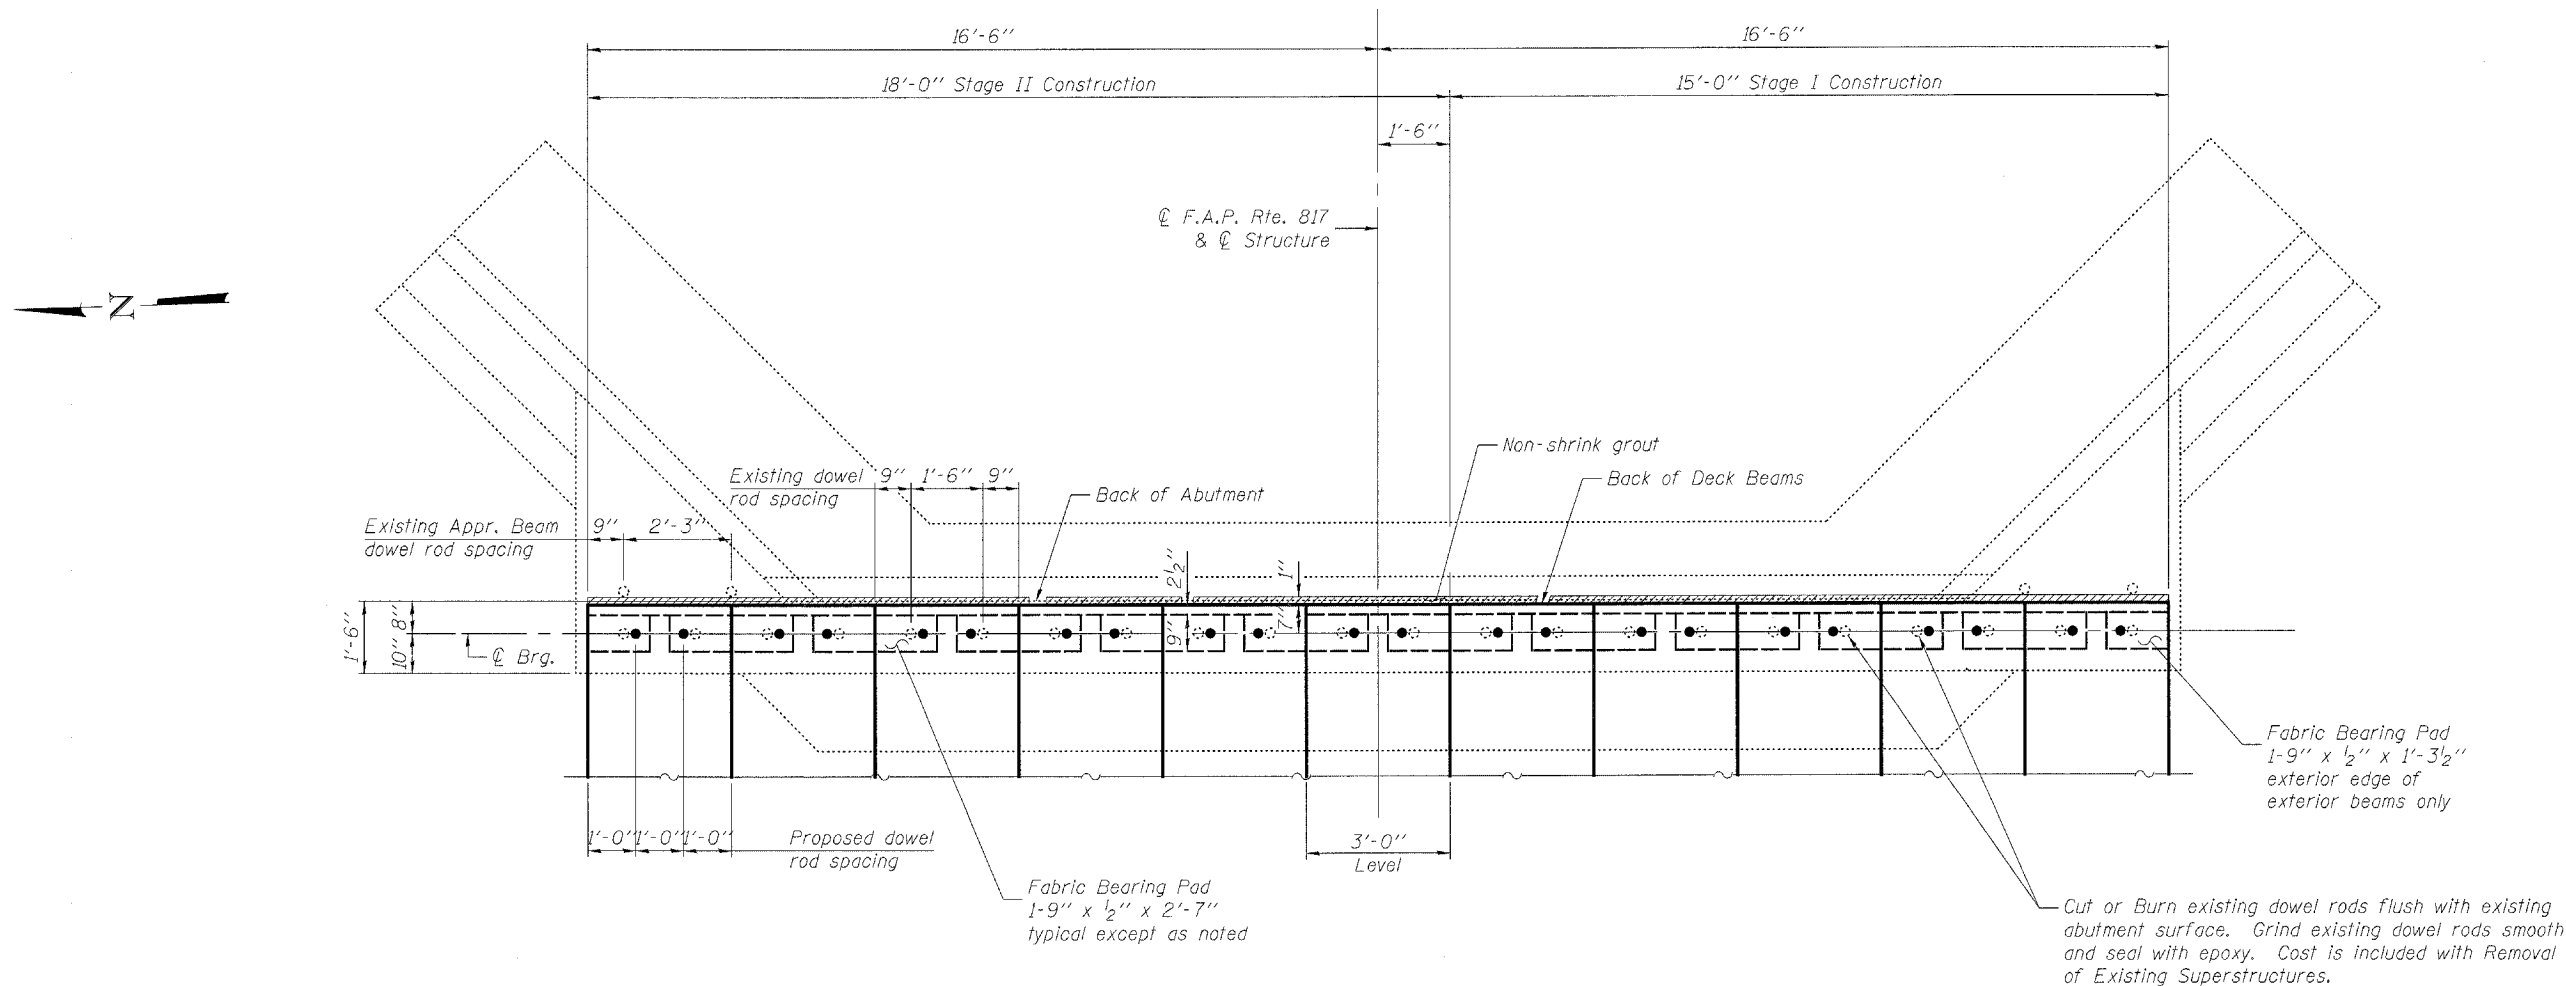 16'-6"
16'-6"
18'-0" Stage II Construction
15'-0" Stage I Construction
1'-6"
℄ F.A.P. Rte. 817
& ℄ Structure
N
Non-shrink grout
Existing dowel
rod spacing
9"
1'-6"
9"
Back of Abutment
Back of Deck Beams
Existing Appr. Beam
dowel rod spacing
9"
2'-3"
2½"
1"
1'-6"
8"
10"
℄ Brg.
9"
7"
Fabric Bearing Pad
1-9" x ½" x 1'-3½"
exterior edge of
exterior beams only
1'-0"
1'-0"
1'-0"
Proposed dowel
rod spacing
3'-0"
Level
Fabric Bearing Pad
1-9" x ½" x 2'-7"
typical except as noted
Cut or Burn existing dowel rods flush with existing
abutment surface. Grind existing dowel rods smooth
and seal with epoxy. Cost is included with Removal
of Existing Superstructures.